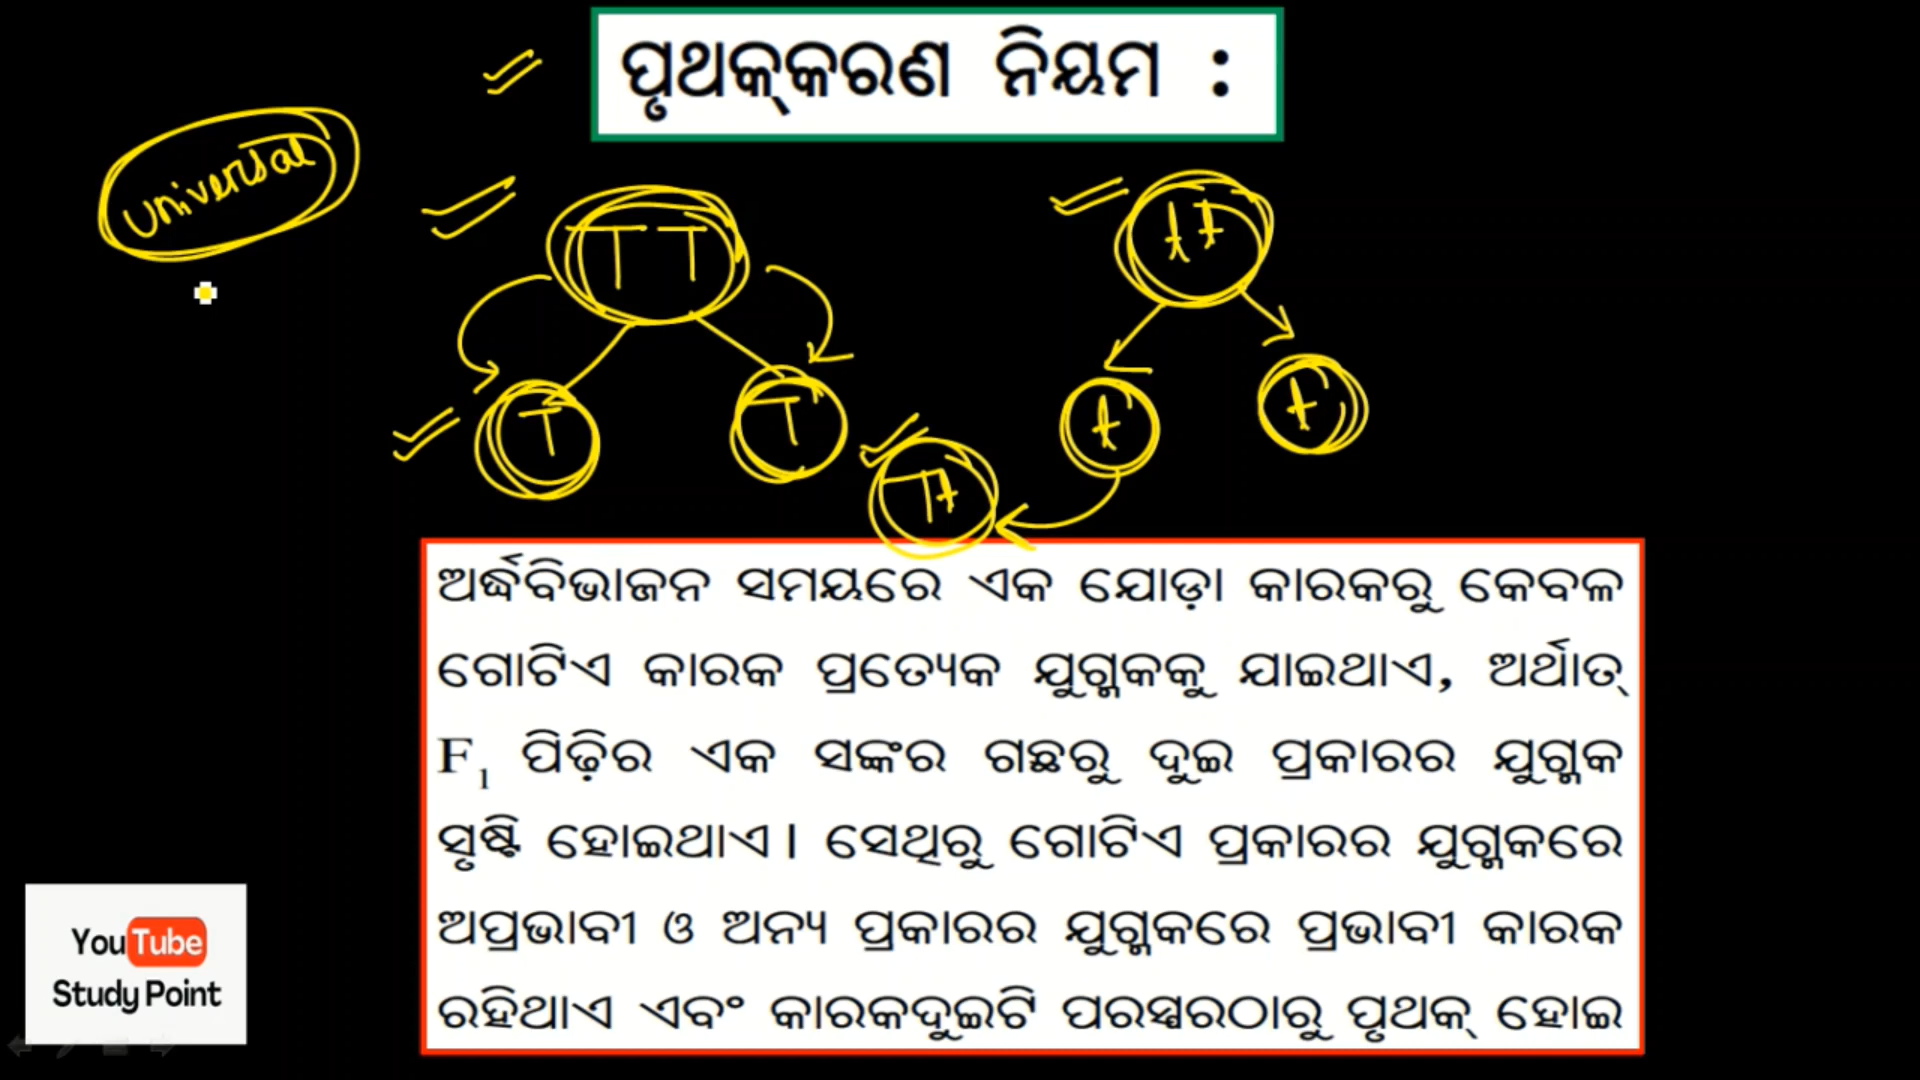 ପୃଥକ୍‌କରଣ ନିୟମ :
Universal
TT
tt
T
T
t
t
Tt
ଅର୍ଦ୍ଧବିଭାଜନ ସମୟରେ ଏକ ଯୋଡ଼ା କାରକରୁ କେବଳ
ଗୋଟିଏ କାରକ ପ୍ରତ୍ୟେକ ଯୁଗ୍ମକକୁ ଯାଇଥାଏ, ଅର୍ଥାତ୍
F₁ ପିଢ଼ିର ଏକ ସଙ୍କର ଗଛରୁ ଦୁଇ ପ୍ରକାରର ଯୁଗ୍ମକ
ସୃଷ୍ଟି ହୋଇଥାଏ। ସେଥିରୁ ଗୋଟିଏ ପ୍ରକାରର ଯୁଗ୍ମକରେ
ଅପ୍ରଭାବୀ ଓ ଅନ୍ୟ ପ୍ରକାରର ଯୁଗ୍ମକରେ ପ୍ରଭାବୀ କାରକ
ରହିଥାଏ ଏବଂ କାରକଦୁଇଟି ପରସ୍ପରଠାରୁ ପୃଥକ୍ ହୋଇ
YouTube
Study Point